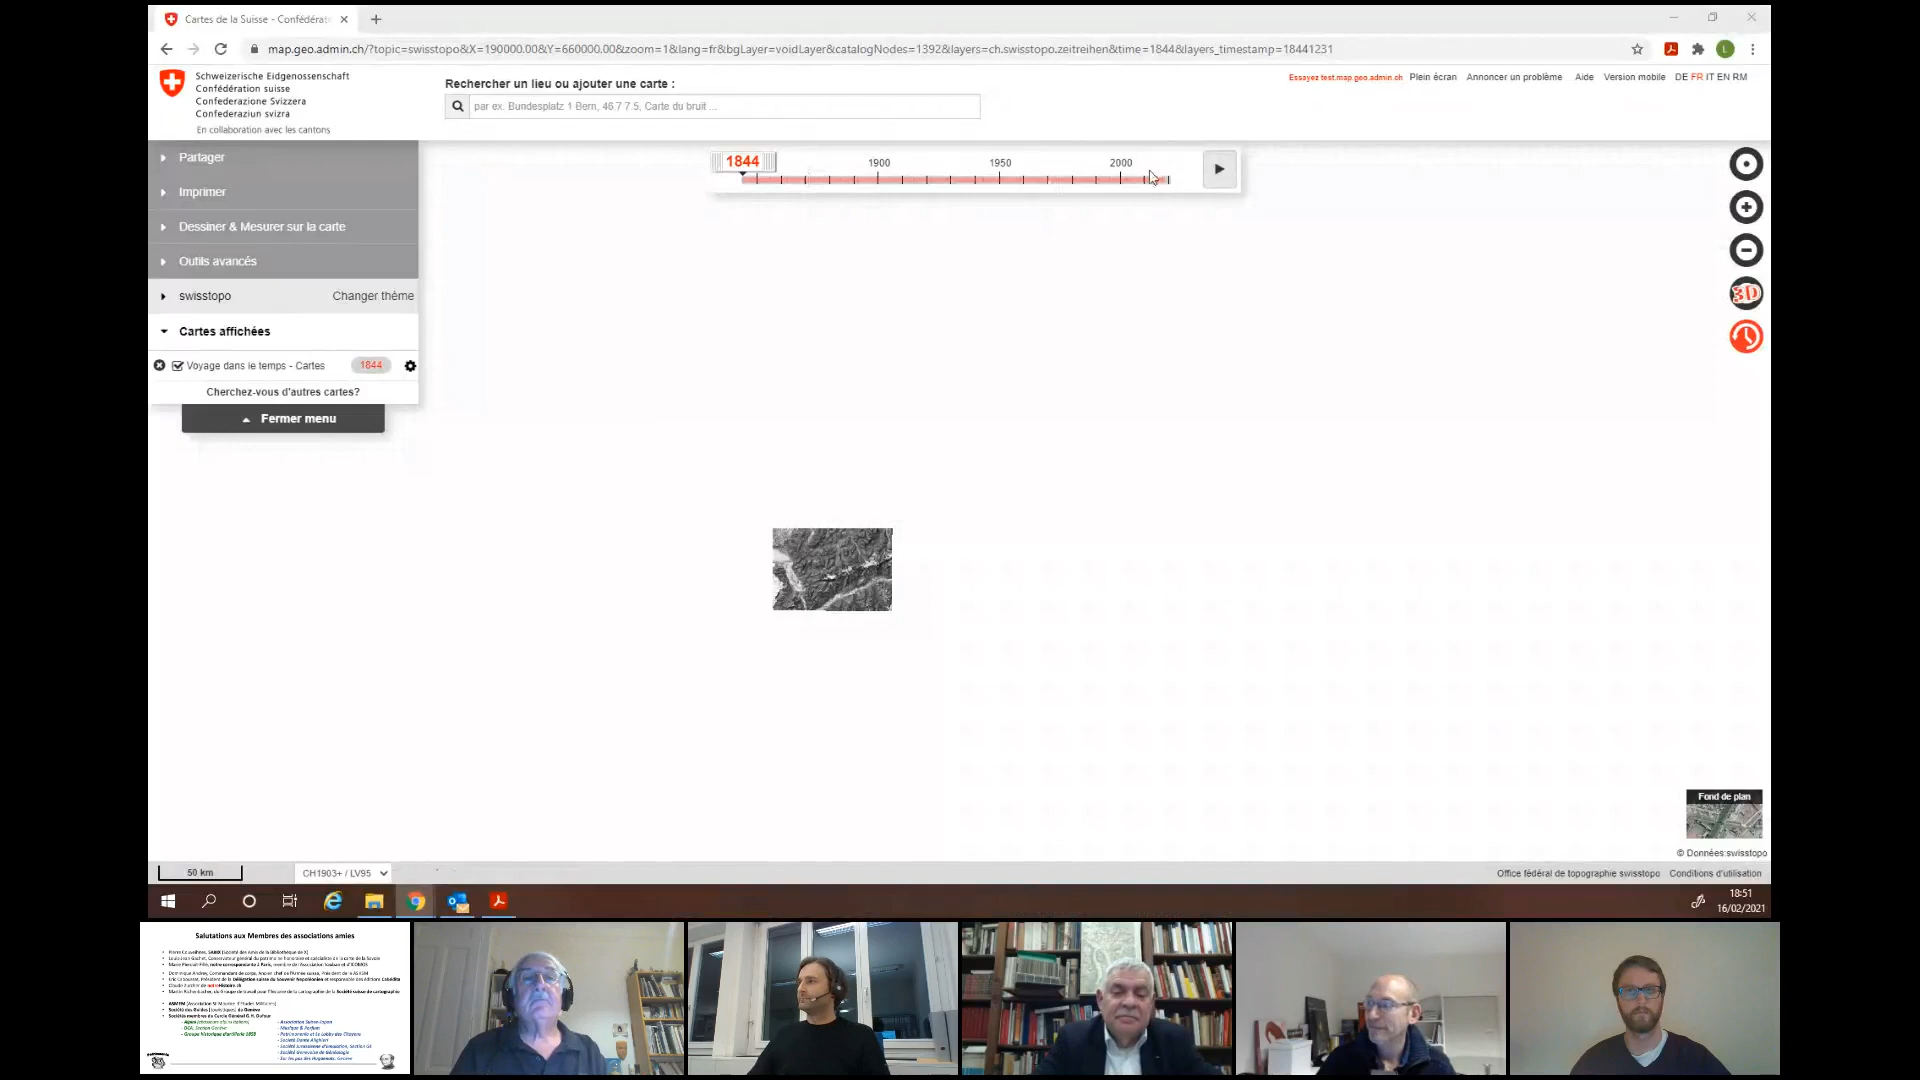 Cartes de la Suisse - Confédérat
map.geo.admin.ch/?topic=swisstopo&X=190000.00&Y=660000.00&zoom=1&lang=fr&bgLayer=voidLayer&catalogNodes=1392&layers=ch.swisstopo.zeitreihen&time=1844&layers_timestamp=18441231
L
Schweizerische Eidgenossenschaft
Confédération suisse
Confederazione Svizzera
Confederaziun svizra
En collaboration avec les cantons
Rechercher un lieu ou ajouter une carte :
par ex. Bundesplatz 1 Bern, 46.7 7.5, Carte du bruit ...
Essayez test.map.geo.admin.ch Plein écran Annoncer un problème Aide Version mobile DE FR IT EN RM
Partager
Imprimer
Dessiner & Mesurer sur la carte
Outils avancés
swisstopo Changer thème
Cartes affichées
Voyage dans le temps - Cartes 1844
Cherchez-vous d'autres cartes?
Fermer menu
1844 1900 1950 2000
3D
Fond de plan
© Données:swisstopo
50 km
CH1903+ / LV95
Office fédéral de topographie swisstopo Conditions d'utilisation
18:51
16/02/2021
Salutations aux Membres des associations amies